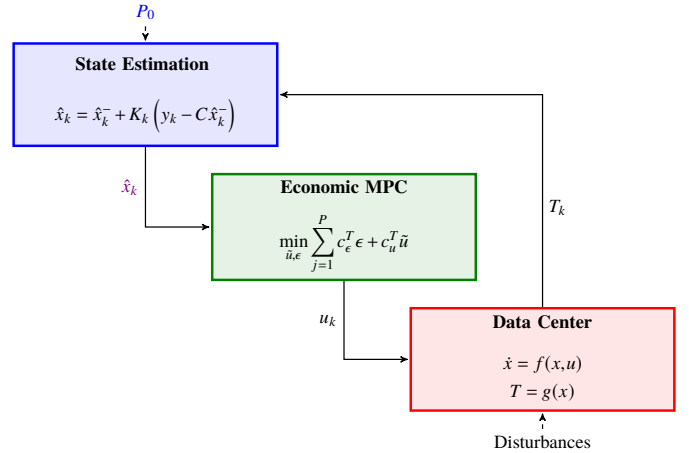 P_0
State Estimation
x̂_k = x̂_k^- + K_k (y_k − C x̂_k^-)
x̂_k
Economic MPC
min_{ũ,ϵ} ∑_{j=1}^{P} c_ϵ^T ϵ + c_u^T ũ
T_k
u_k
Data Center
ẋ = f(x,u)
T = g(x)
Disturbances